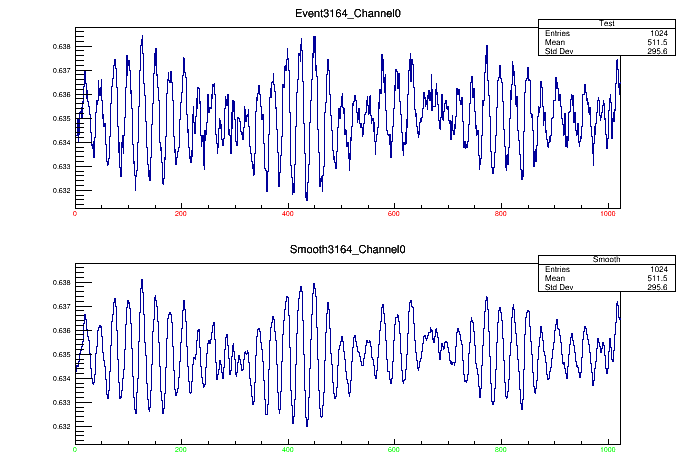 Event3164_Channel0
Test
Entries 1024
Mean 511.5
Std Dev 295.6
0.638
0.637
0.636
0.635
0.634
0.633
0.632
0 200 400 600 800 1000
Smooth3164_Channel0
Smooth
Entries 1024
Mean 511.5
Std Dev 295.6
0.638
0.637
0.636
0.635
0.634
0.633
0.632
0 200 400 600 800 1000